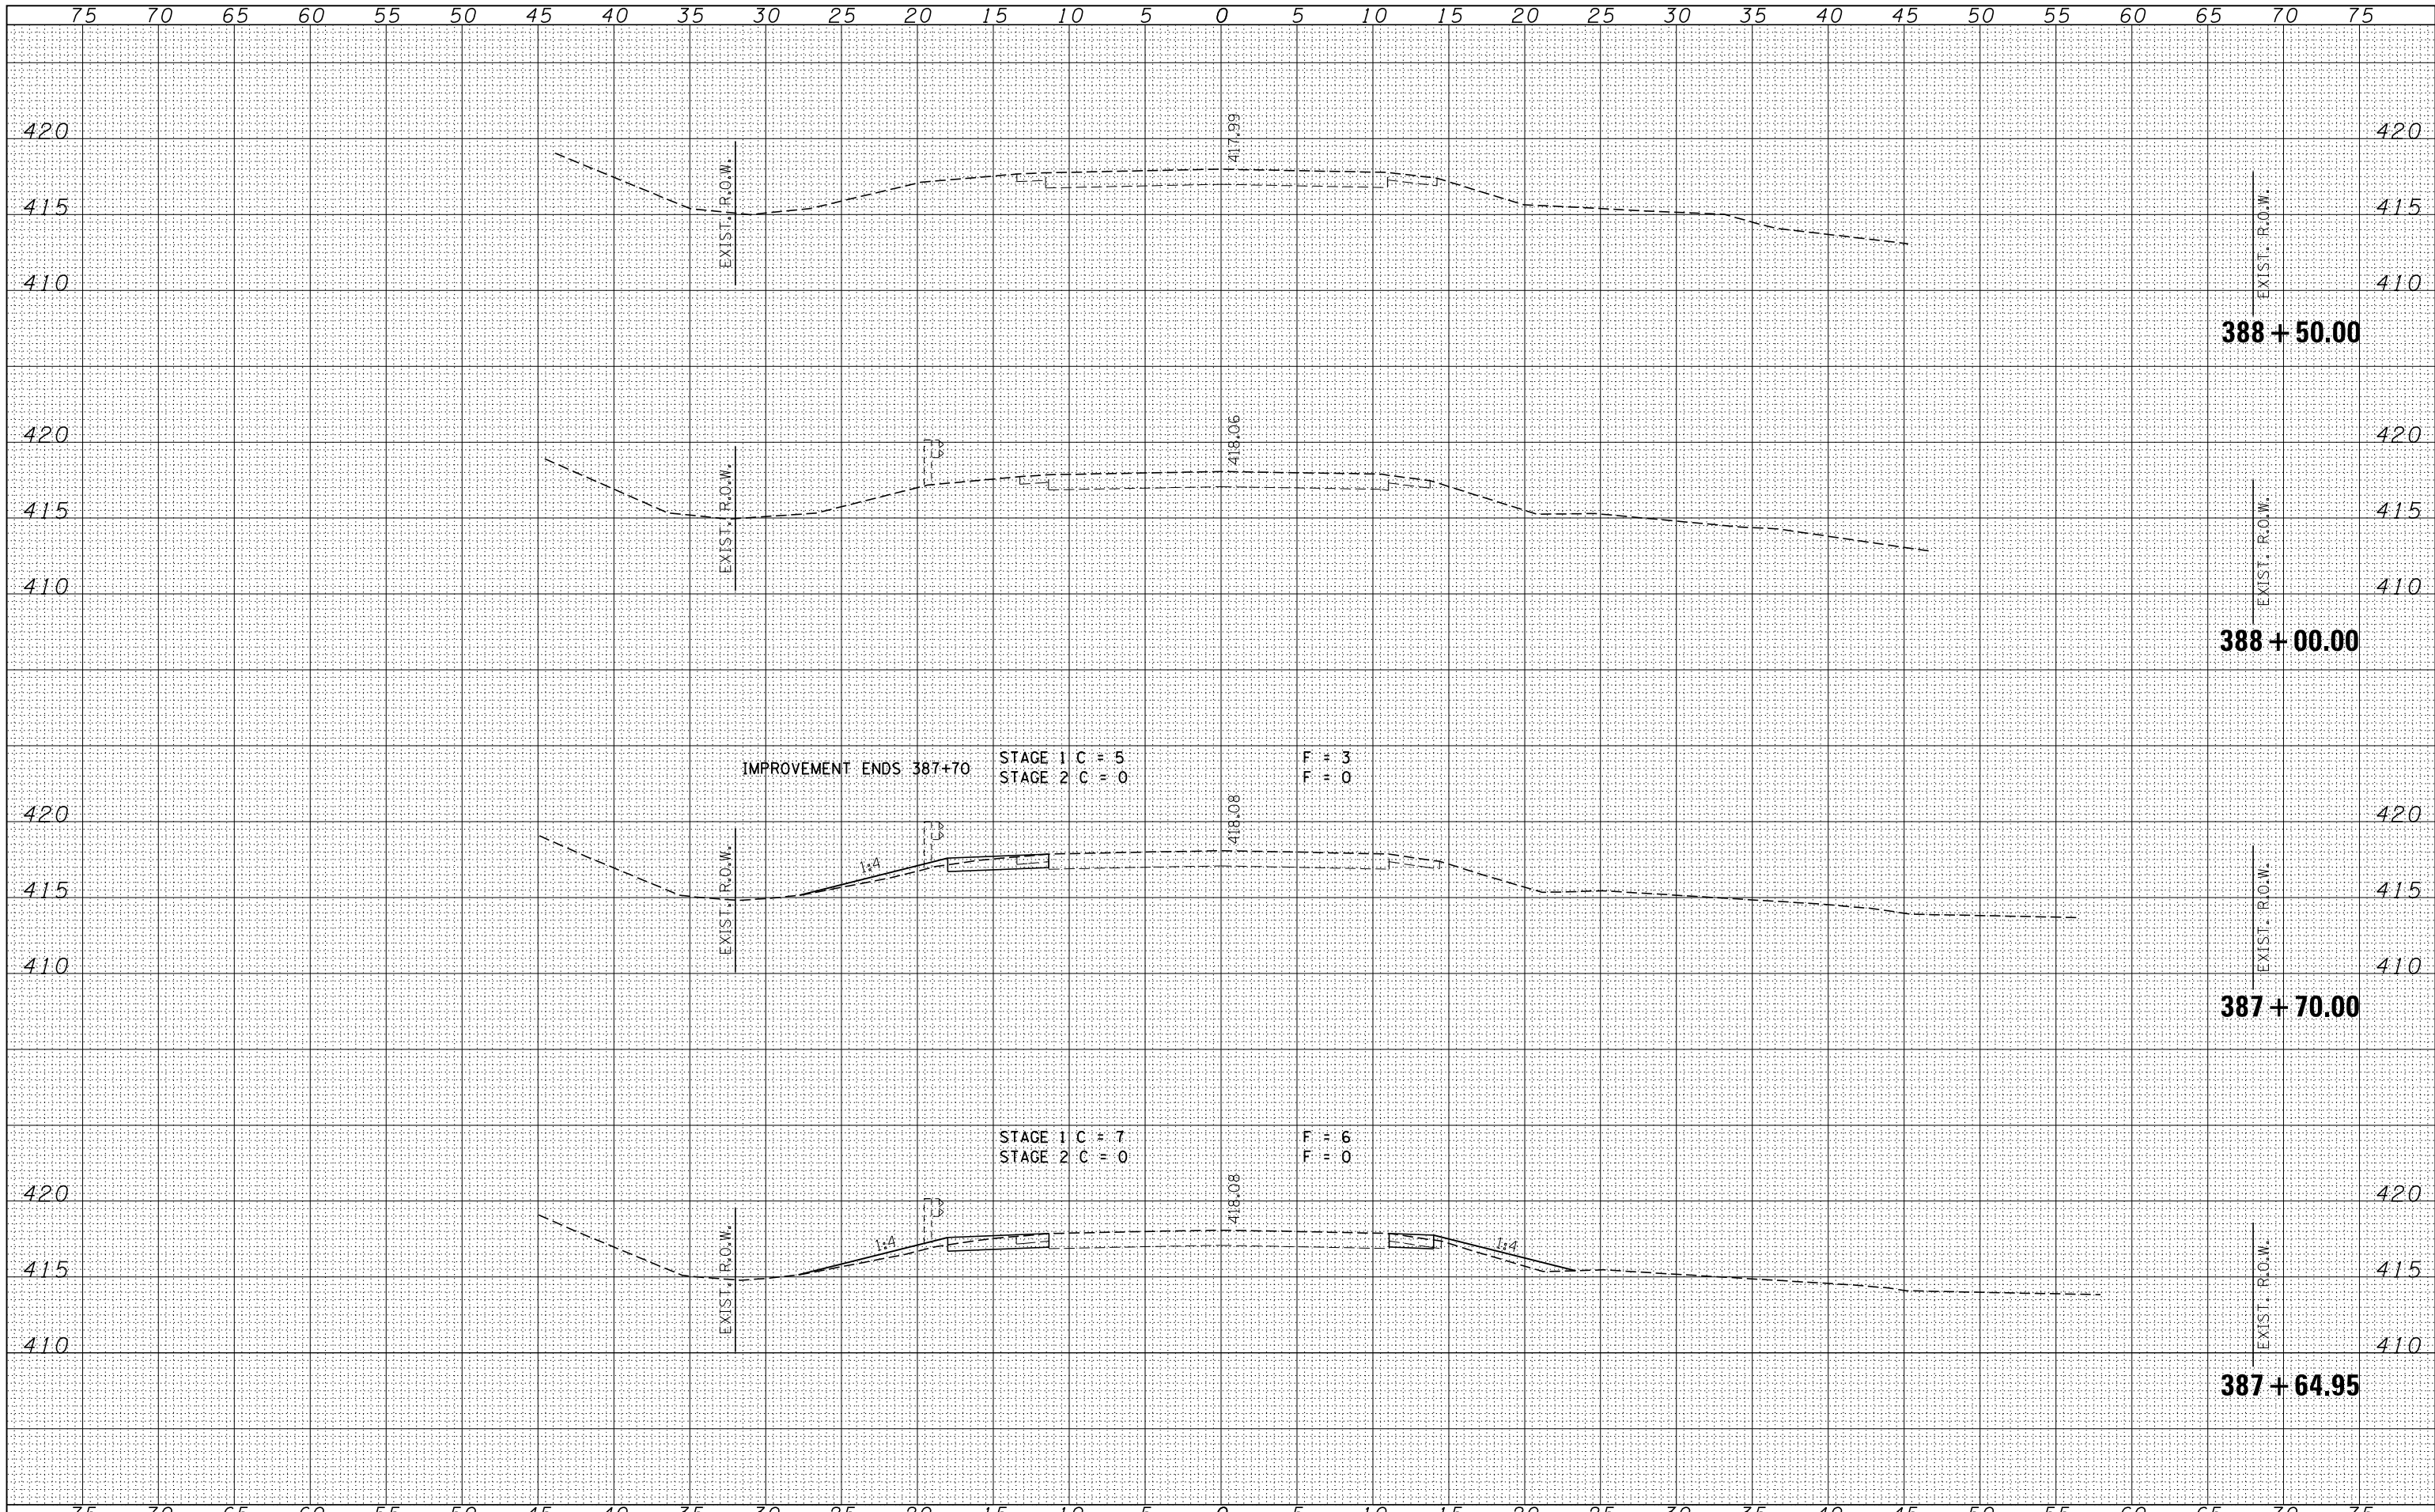 75 70 65 60 55 50 45 40 35 30 25 20 15 10 5 0 5 10 15 20 25 30 35 40 45 50 55 60 65 70 75
417.99
420 420
EXIST. R.O.W.
EXIST. R.O.W.
415 415
410 410
388+50.00
418.06
420 420
EXIST. R.O.W.
EXIST. R.O.W.
415 415
410 410
388+00.00
IMPROVEMENT ENDS 387+70
STAGE 1 C = 5 F = 3
STAGE 2 C = 0 F = 0
418.08
420 420
1:4
EXIST. R.O.W.
EXIST. R.O.W.
415 415
410 410
387+70.00
STAGE 1 C = 7 F = 6
STAGE 2 C = 0 F = 0
418.08
420 420
1:4 1:4
EXIST. R.O.W.
EXIST. R.O.W.
415 415
410 410
387+64.95
75 70 65 60 55 50 45 40 35 30 25 20 15 10 5 0 5 10 15 20 25 30 35 40 45 50 55 60 65 70 75